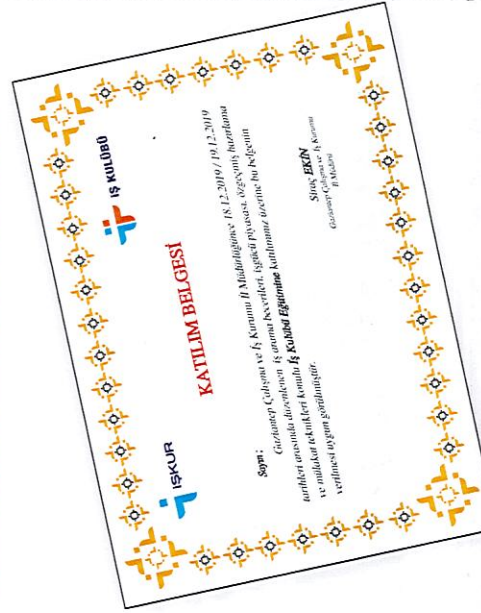 İŞKUR
İŞ KULÜBÜ
KATILIM BELGESİ
Sayın ;
Gaziantep Çalışma ve İş Kurumu İl Müdürlüğünce 18.12.2019 / 19.12.2019
tarihleri arasında düzenlenen iş arama becerileri, işgücü piyasası, özgeçmiş hazırlama
ve mülakat teknikleri konulu İş Kulübü Eğitimine katılımınız üzerine bu belgenin
verilmesi uygun görülmüştür.
Siraç EKİN
Gaziantep Çalışma ve İş Kurumu
İl Müdürü